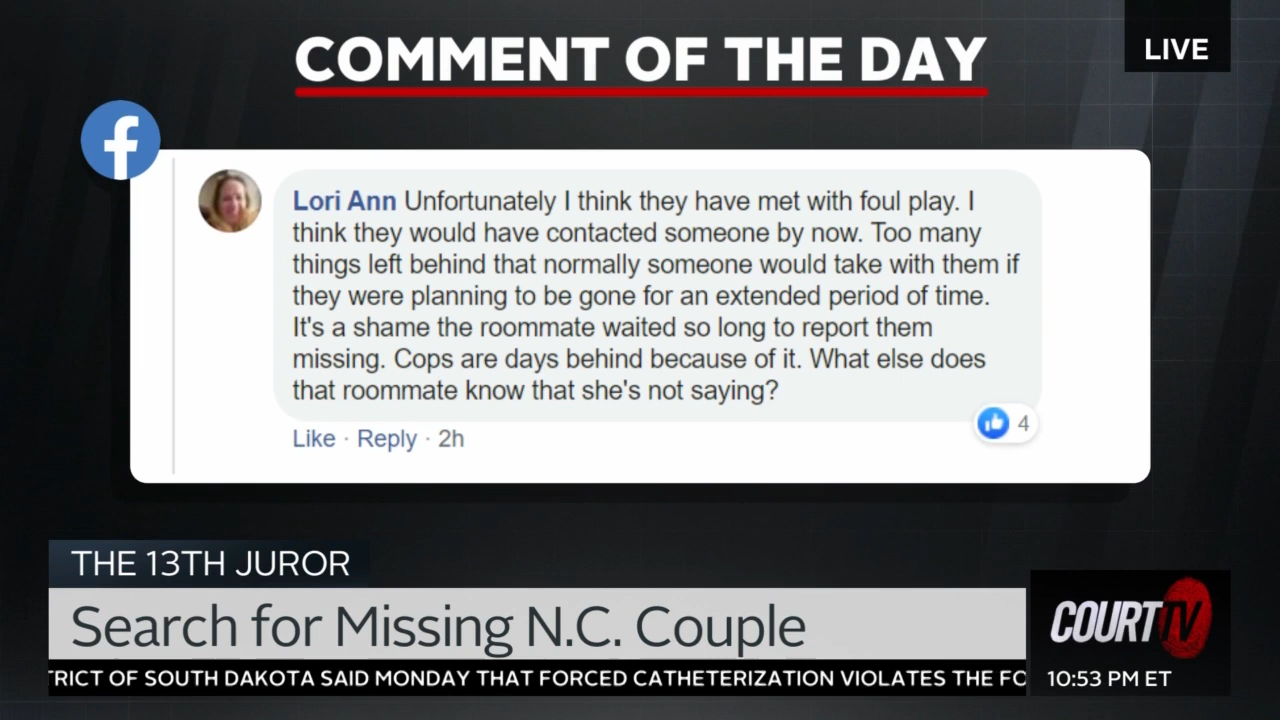 COMMENT OF THE DAY
LIVE
Lori Ann Unfortunately I think they have met with foul play. I
think they would have contacted someone by now. Too many
things left behind that normally someone would take with them if
they were planning to be gone for an extended period of time.
It's a shame the roommate waited so long to report them
missing. Cops are days behind because of it. What else does
that roommate know that she's not saying?
4
Like · Reply · 2h
THE 13TH JUROR
Search for Missing N.C. Couple
COURT TV
TRICT OF SOUTH DAKOTA SAID MONDAY THAT FORCED CATHETERIZATION VIOLATES THE FO
10:53 PM ET